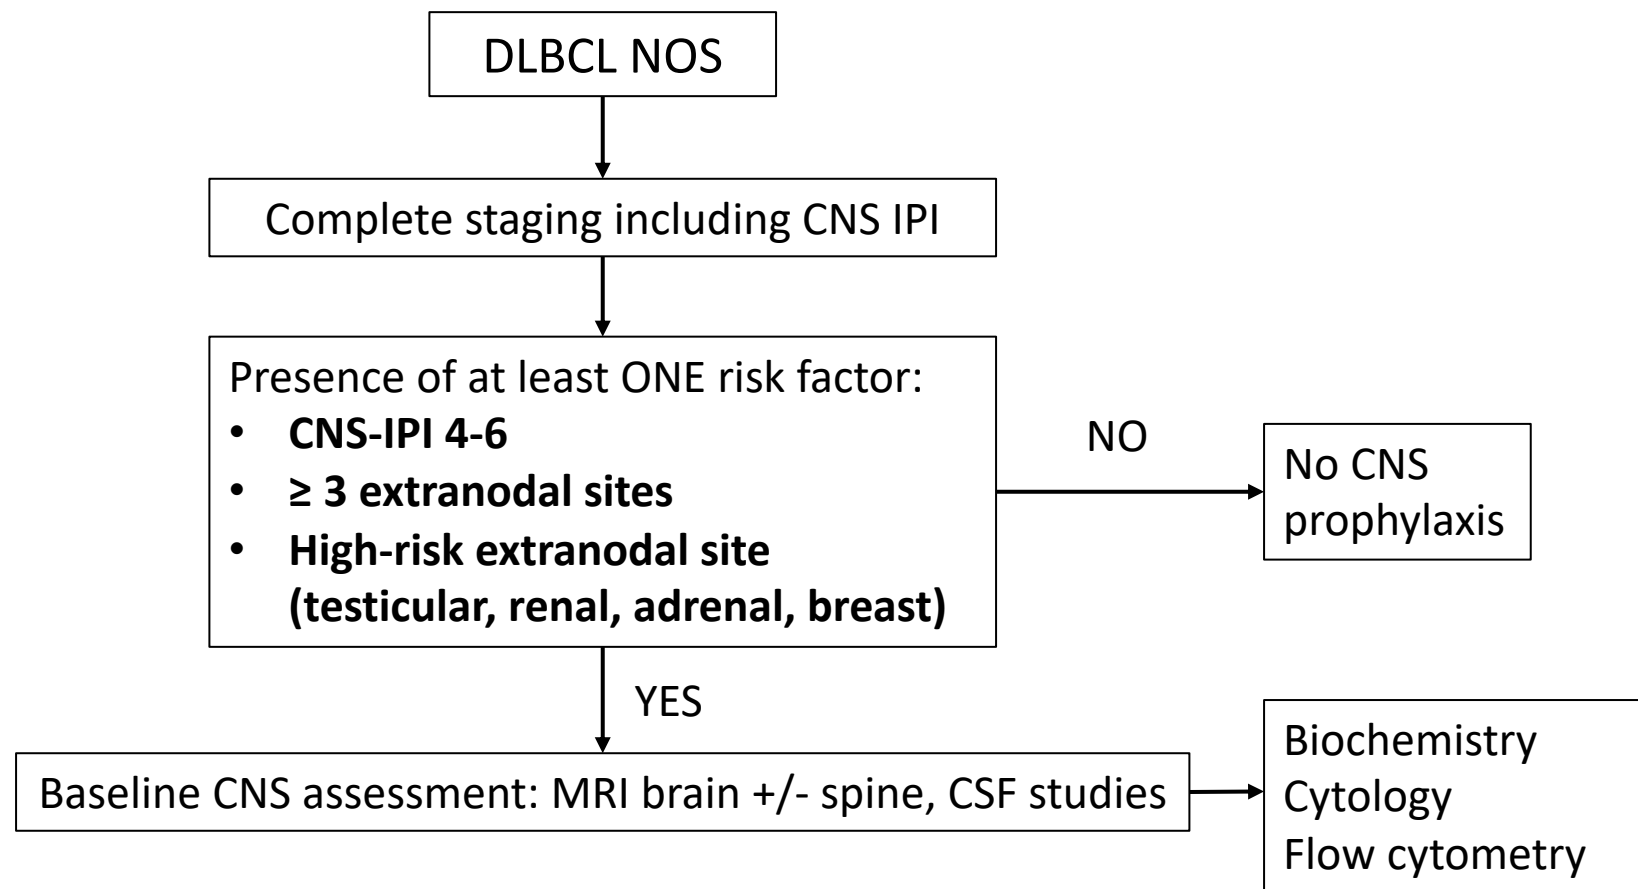 DLBCL NOS
Complete staging including CNS IPI
Presence of at least ONE risk factor:
• CNS-IPI 4-6
• ≥ 3 extranodal sites
• High-risk extranodal site
(testicular, renal, adrenal, breast)
NO
No CNS
prophylaxis
YES
Baseline CNS assessment: MRI brain +/- spine, CSF studies
Biochemistry
Cytology
Flow cytometry